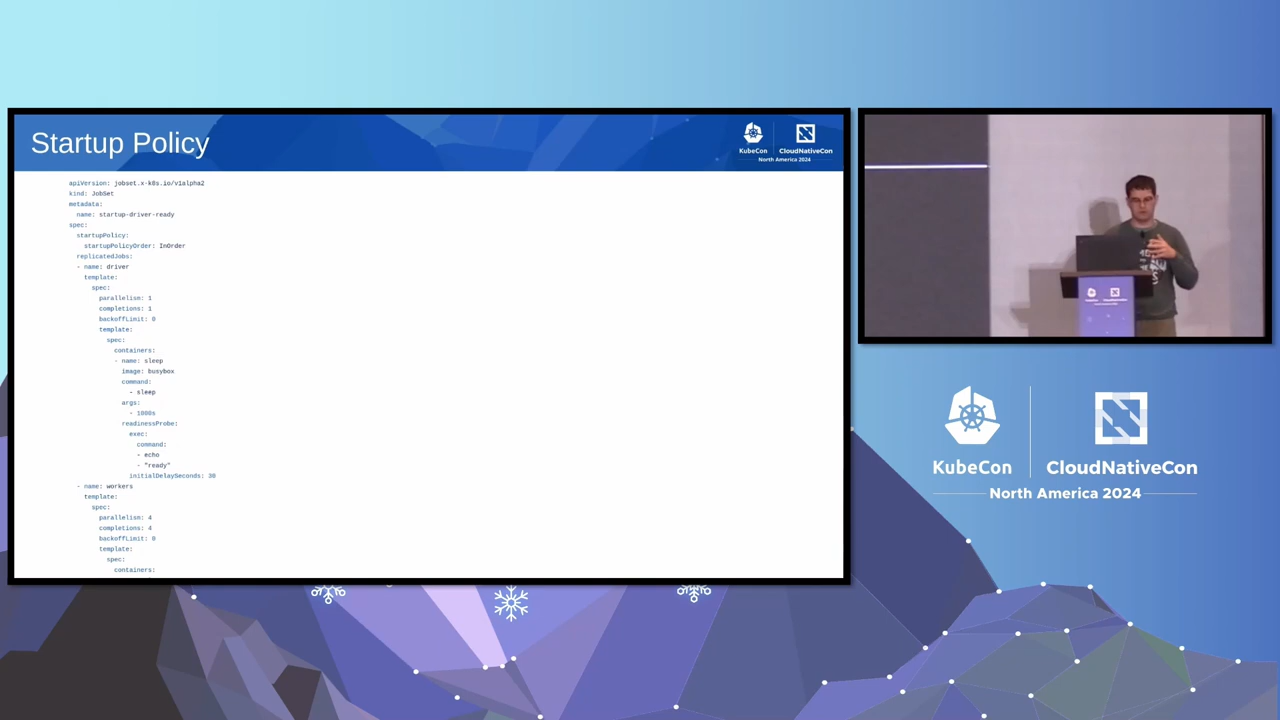 Startup Policy
KubeCon
CloudNativeCon
North America 2024
apiVersion: jobset.x-k8s.io/v1alpha2
kind: JobSet
metadata:
  name: startup-driver-ready
spec:
  startupPolicy:
    startupPolicyOrder: InOrder
  replicatedJobs:
  - name: driver
    template:
      spec:
        parallelism: 1
        completions: 1
        backoffLimit: 0
        template:
          spec:
            containers:
            - name: sleep
              image: busybox
              command:
                - sleep
              args:
                - 1000s
              readinessProbe:
                exec:
                  command:
                  - echo
                  - "ready"
                initialDelaySeconds: 30
  - name: workers
    template:
      spec:
        parallelism: 4
        completions: 4
        backoffLimit: 0
        template:
          spec:
            containers:
KubeCon
CloudNativeCon
North America 2024